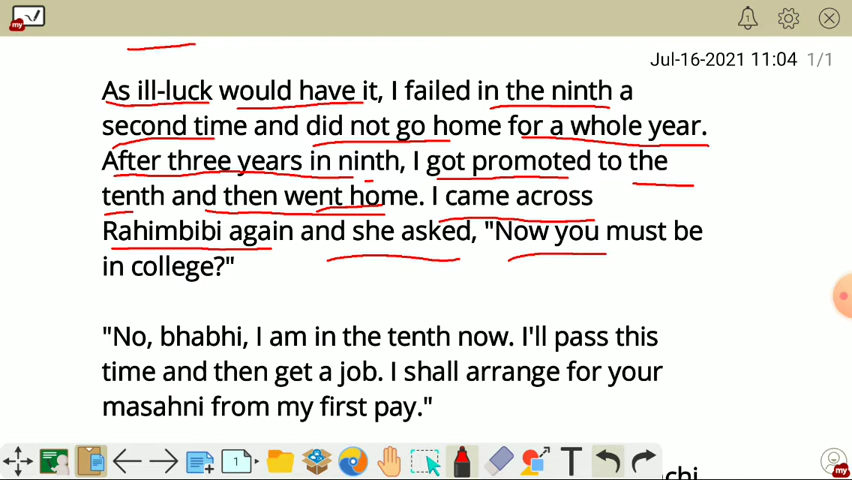 Jul-16-2021 11:04 1/1
As ill-luck would have it, I failed in the ninth a
second time and did not go home for a whole year.
After three years in ninth, I got promoted to the
tenth and then went home. I came across
Rahimbibi again and she asked, "Now you must be
in college?"
"No, bhabhi, I am in the tenth now. I'll pass this
time and then get a job. I shall arrange for your
masahni from my first pay."
my
1
T
my